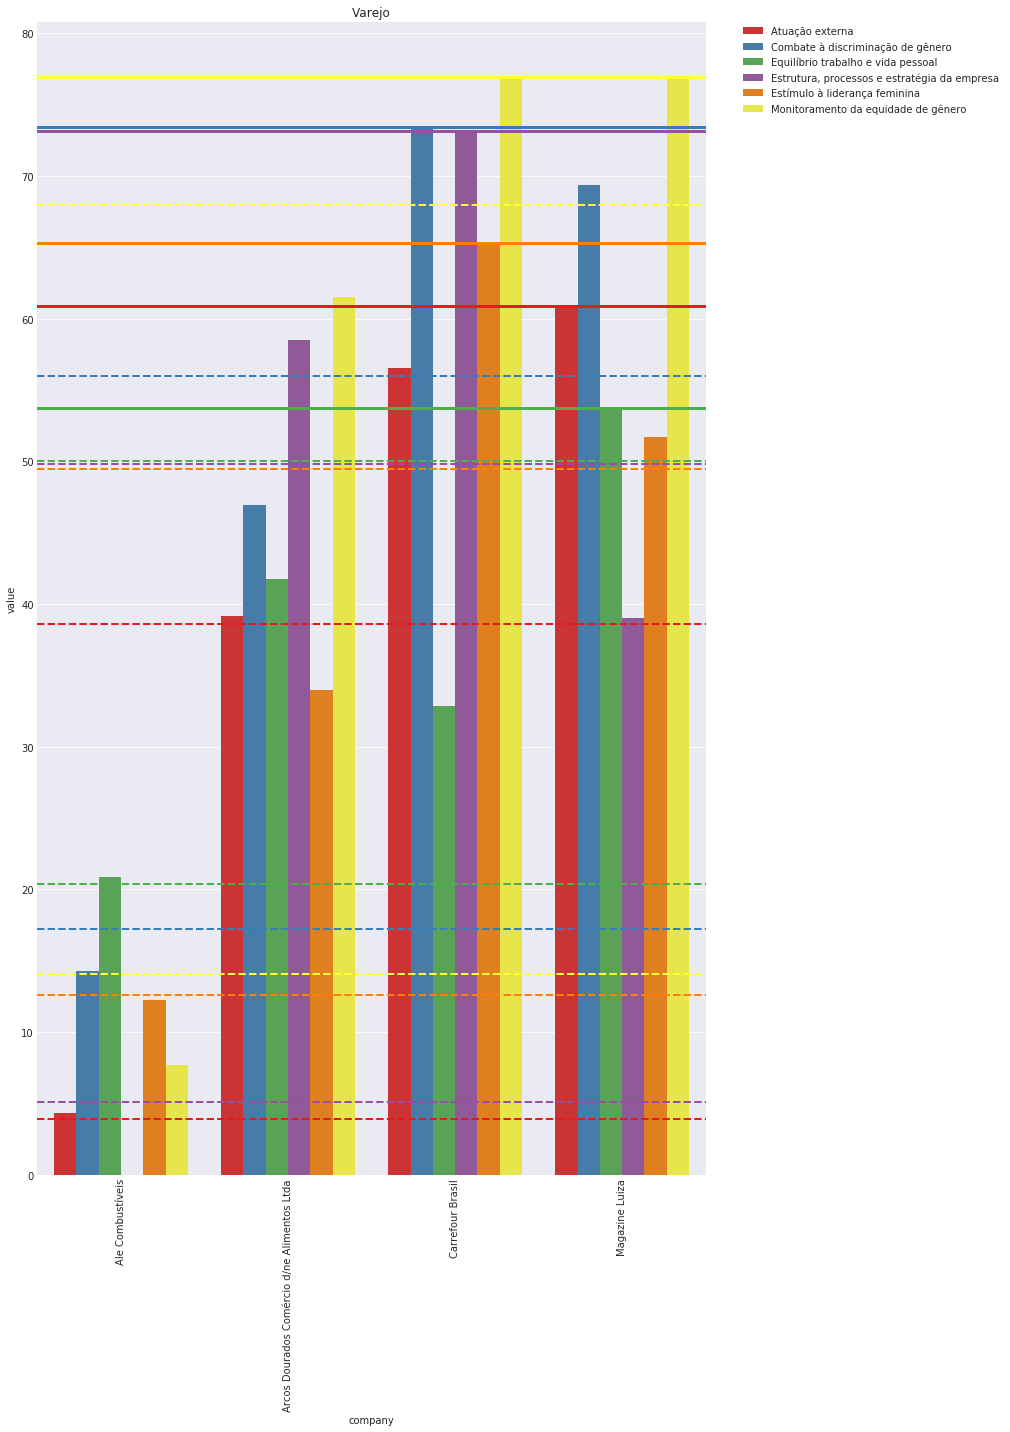 Varejo
Atuação externa
Combate à discriminação de gênero
Equilíbrio trabalho e vida pessoal
Estrutura, processos e estratégia da empresa
Estímulo à liderança feminina
Monitoramento da equidade de gênero
80
70
60
50
40
30
20
10
0
value
Ale Combustíveis
Arcos Dourados Comércio d/ne Alimentos Ltda
Carrefour Brasil
Magazine Luiza
company